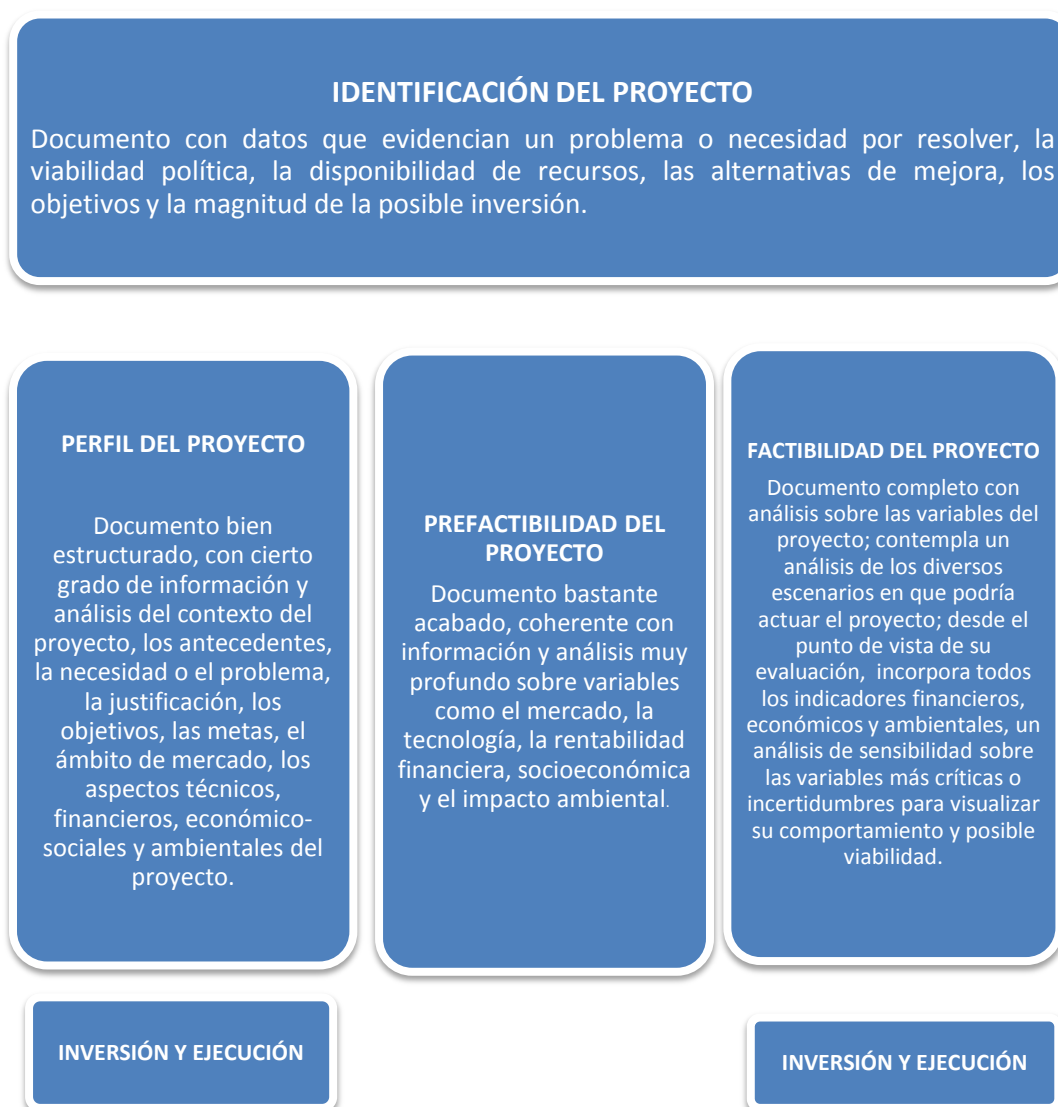 IDENTIFICACIÓN DEL PROYECTO
Documento con datos que evidencian un problema o necesidad por resolver, la
viabilidad política, la disponibilidad de recursos, las alternativas de mejora, los
objetivos y la magnitud de la posible inversión.
PERFIL DEL PROYECTO
Documento bien
estructurado, con cierto
grado de información y
análisis del contexto del
proyecto, los antecedentes,
la necesidad o el problema,
la justificación, los
objetivos, las metas, el
ámbito de mercado, los
aspectos técnicos,
financieros, económico-
sociales y ambientales del
proyecto.
PREFACTIBILIDAD DEL
PROYECTO
Documento bastante
acabado, coherente con
información y análisis muy
profundo sobre variables
como el mercado, la
tecnología, la rentabilidad
financiera, socioeconómica
y el impacto ambiental.
FACTIBILIDAD DEL PROYECTO
Documento completo con
análisis sobre las variables del
proyecto; contempla un
análisis de los diversos
escenarios en que podría
actuar el proyecto; desde el
punto de vista de su
evaluación, incorpora todos
los indicadores financieros,
económicos y ambientales, un
análisis de sensibilidad sobre
las variables más críticas o
incertidumbres para visualizar
su comportamiento y posible
viabilidad.
INVERSIÓN Y EJECUCIÓN
INVERSIÓN Y EJECUCIÓN